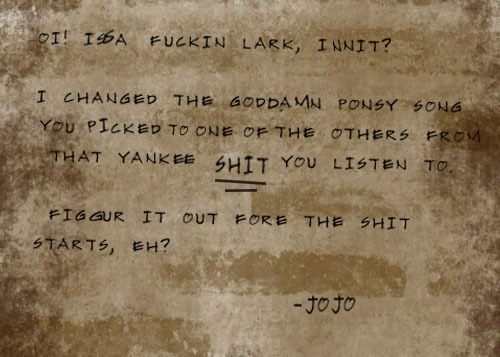 OI! ISSA FUCKIN LARK, INNIT?
I CHANGED THE GODDAMN PONSY SONG
YOU PICKED TO ONE OF THE OTHERS FROM
THAT YANKEE SHIT YOU LISTEN TO.
FIGGUR IT OUT FORE THE SHIT
STARTS, EH?
-JOJO